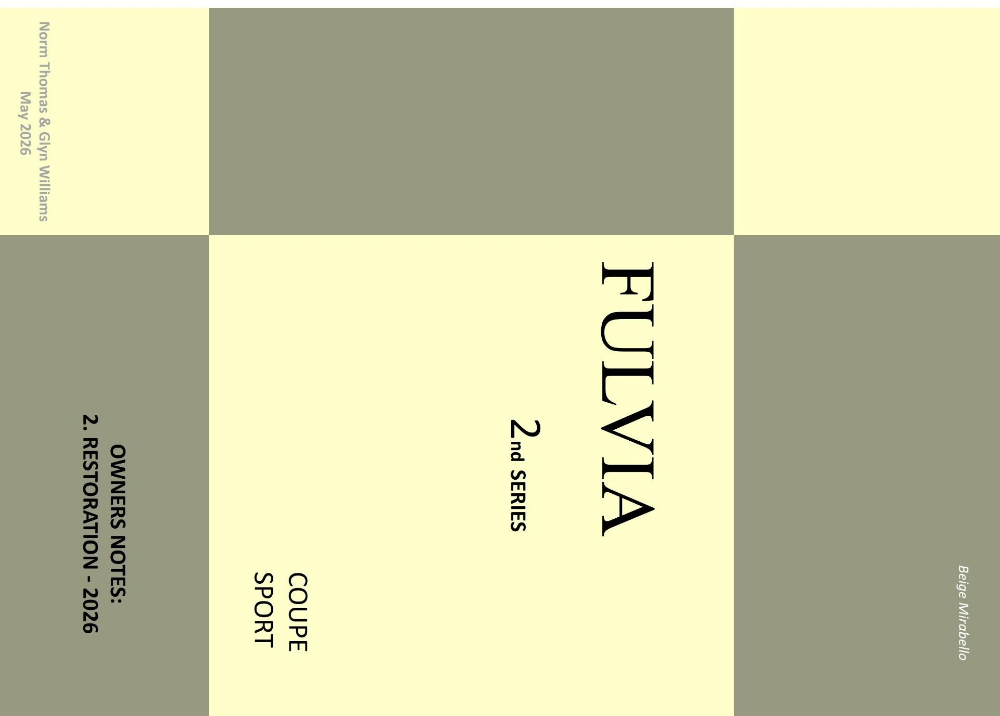 Beige Mirabello
FULVIA
2nd SERIES
COUPE
SPORT
OWNERS NOTES:
2. RESTORATION - 2026
Norm Thomas & Glyn Williams
May 2026